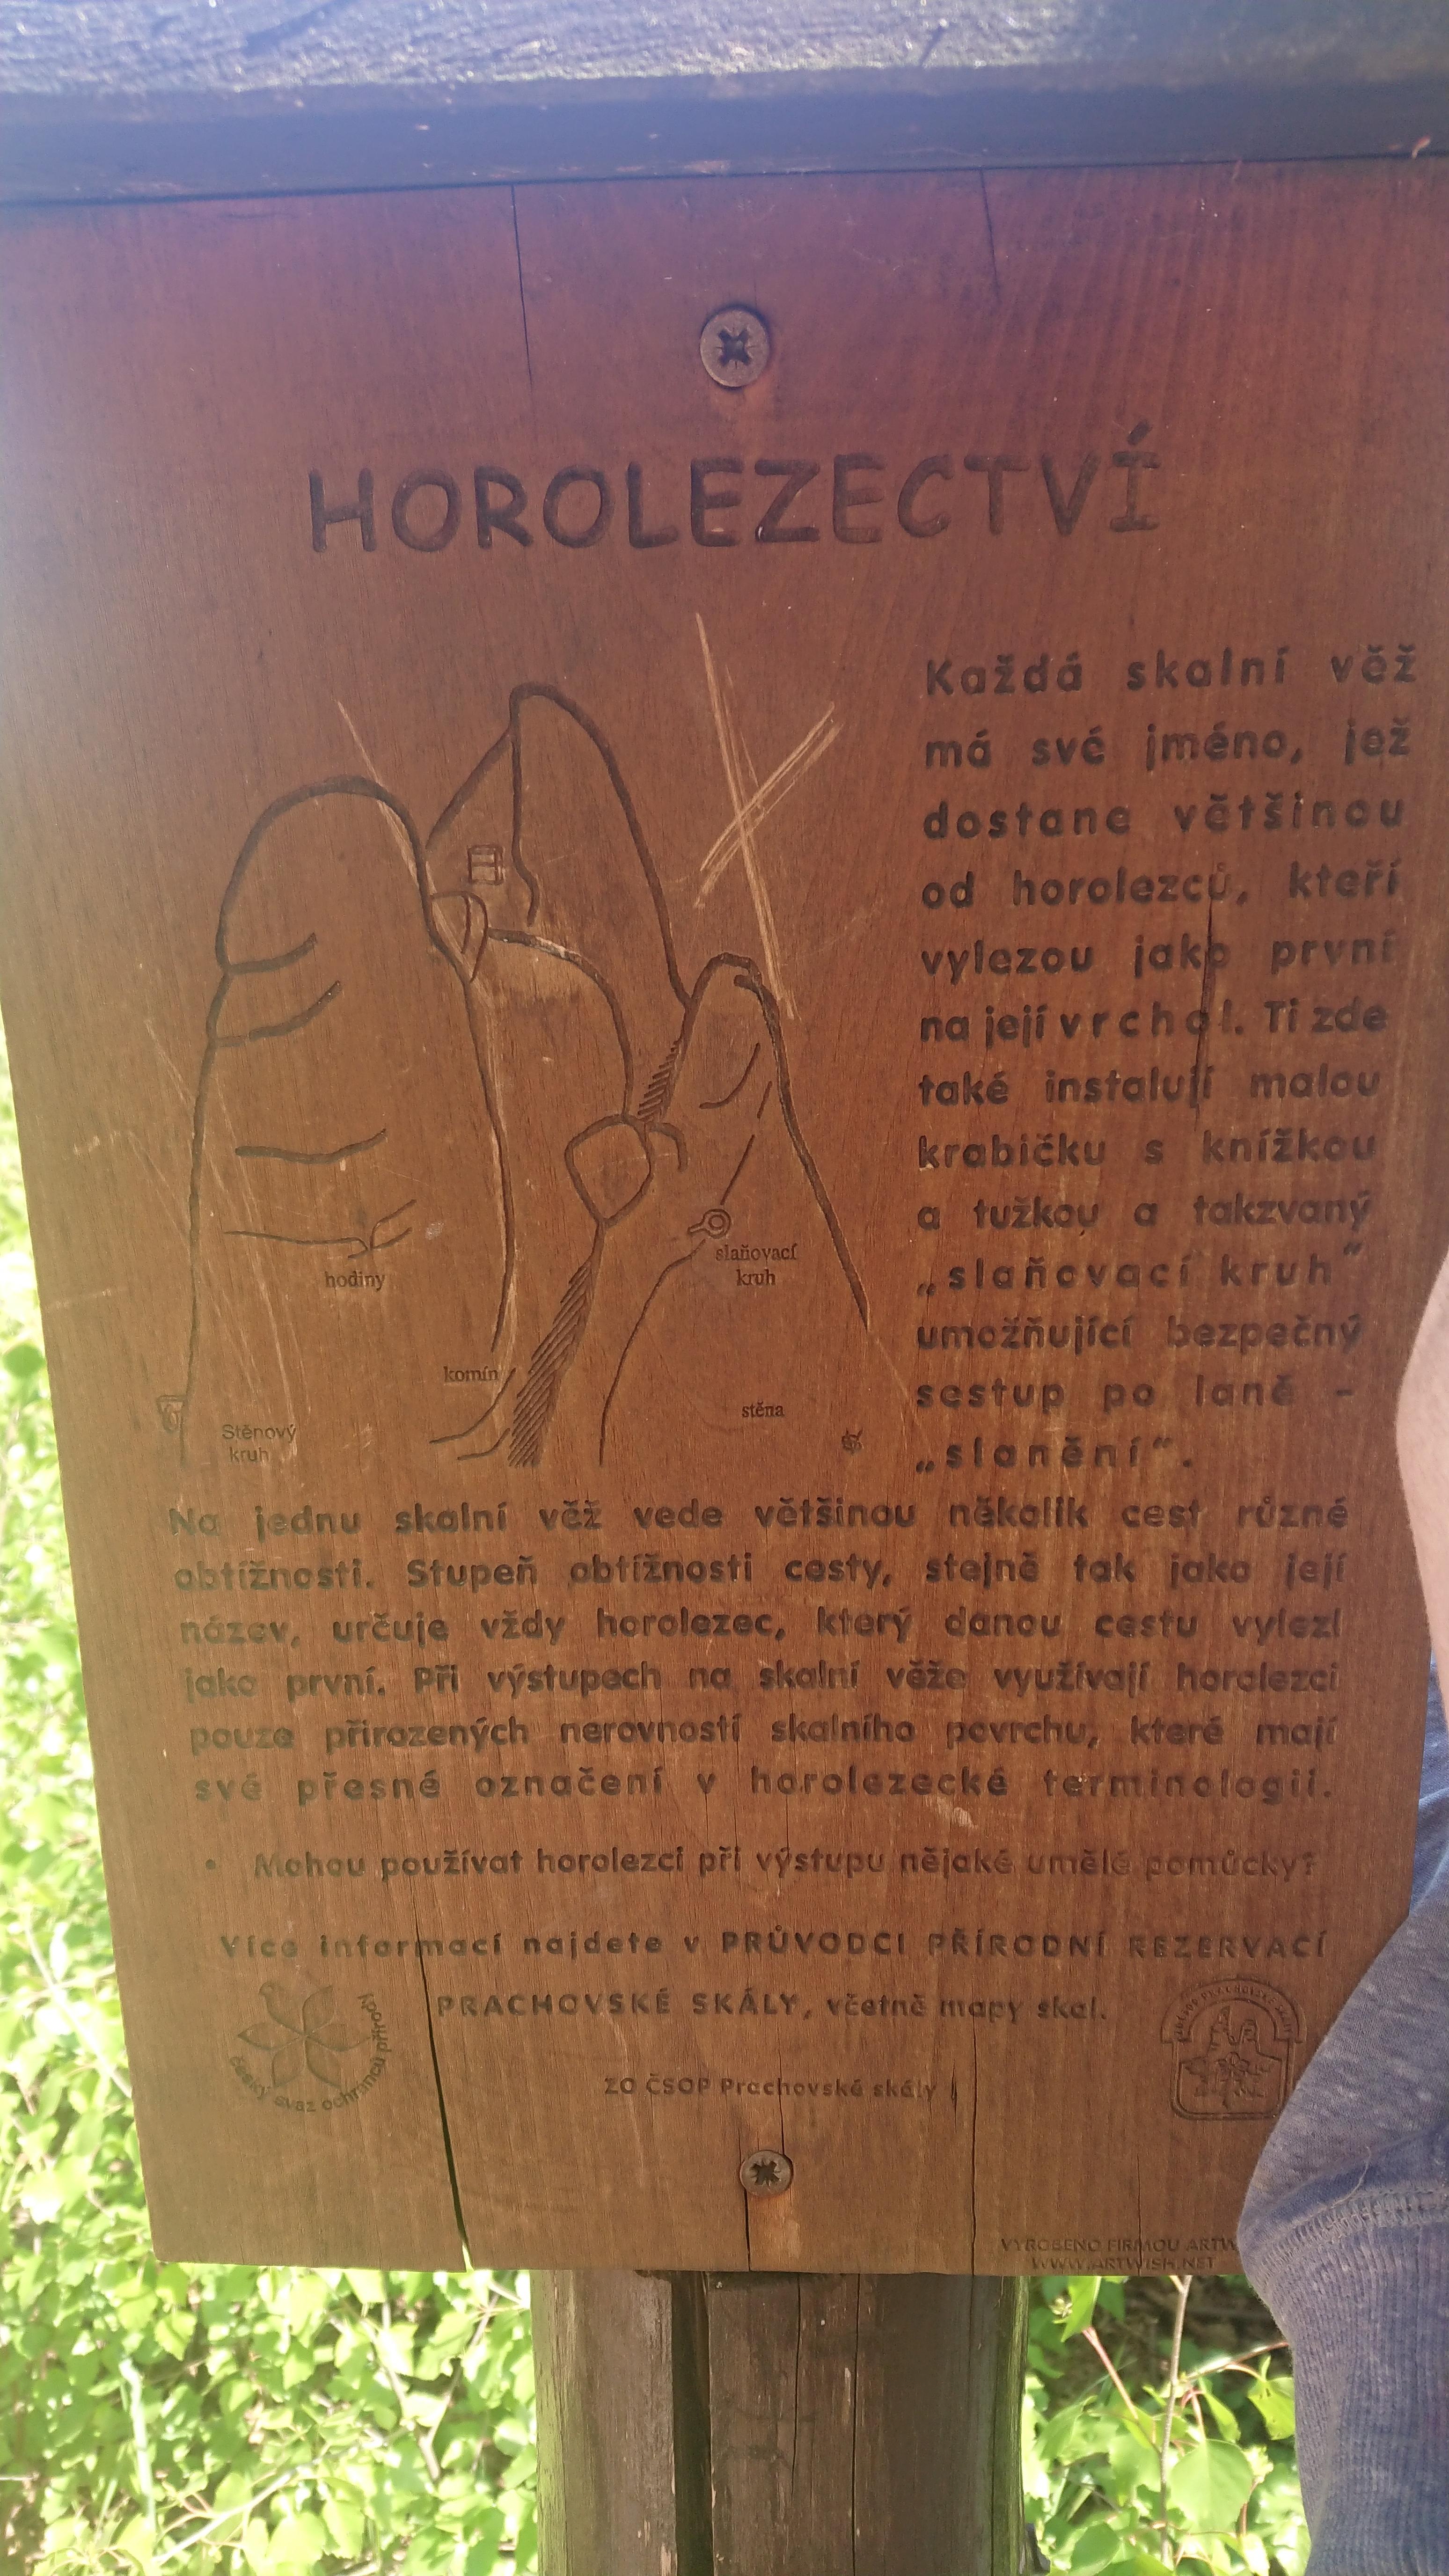 HOROLEZECTVÍ
Každá skalní věž
má své jméno, jež
dostane většinou
od horolezců, kteří
vylezou jako první
na její vrchol. Ti zde
také instalují malou
krabičku s knížkou
a tužkou a takzvaný
„slaňovací kruh“
umožňující bezpečný
sestup po laně -
„slanění“.
hodiny
slaňovací
kruh
komín
stěna
Stěnový
kruh
Na jednu skalní věž vede většinou několik cest různé
obtížnosti. Stupeň obtížnosti cesty, stejně tak jako její
název, určuje vždy horolezec, který danou cestu vylezl
jako první. Při výstupech na skalní věže využívají horolezci
pouze přirozených nerovností skalního povrchu, které mají
své přesné označení v horolezecké terminologii.
• Mohou používat horolezci při výstupu nějaké umělé pomůcky?
Více informací najdete v PRŮVODCI PŘÍRODNÍ REZERVACÍ
PRACHOVSKÉ SKÁLY, včetně mapy skal.
český svaz ochránců přírody
ZO ČSOP Prachovské skály
VYROBENO FIRMOU
WWW.ARTWISH.NET